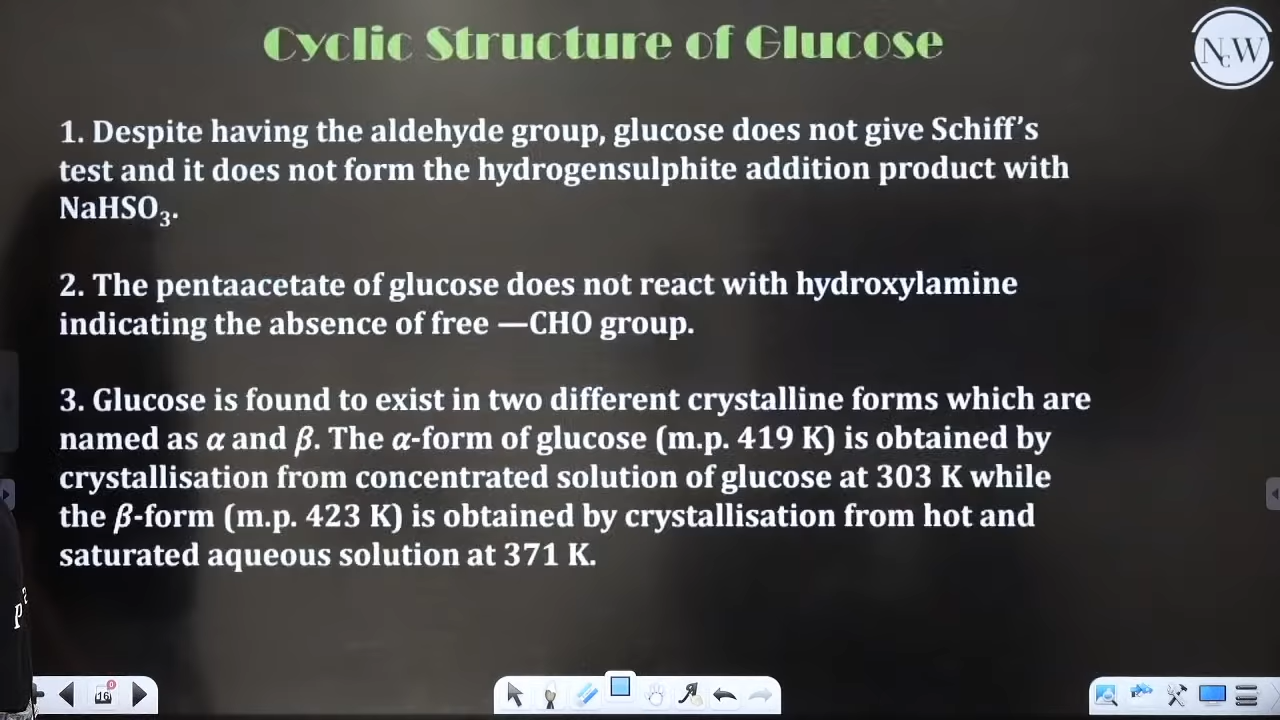 Cyclic Structure of Glucose
NcW
1. Despite having the aldehyde group, glucose does not give Schiff's
test and it does not form the hydrogensulphite addition product with
NaHSO₃.
2. The pentaacetate of glucose does not react with hydroxylamine
indicating the absence of free —CHO group.
3. Glucose is found to exist in two different crystalline forms which are
named as α and β. The α-form of glucose (m.p. 419 K) is obtained by
crystallisation from concentrated solution of glucose at 303 K while
the β-form (m.p. 423 K) is obtained by crystallisation from hot and
saturated aqueous solution at 371 K.
16